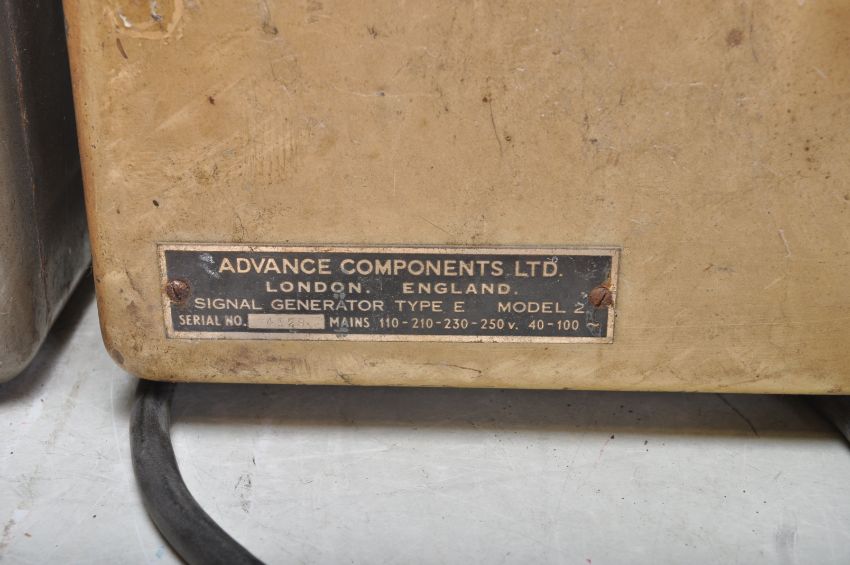 ADVANCE COMPONENTS LTD.
LONDON. ENGLAND.
SIGNAL GENERATOR TYPE E MODEL 2
SERIAL NO. MAINS 110-210-230-250 v. 40-100 ~